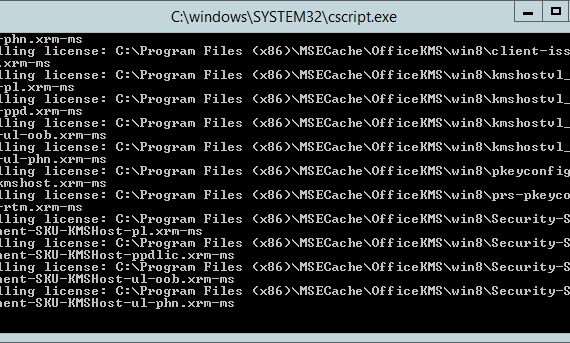 C:\windows\SYSTEM32\cscript.exe
-phn.xrm-ms
lling license: C:\Program Files (x86)\MSECache\OfficeKMS\win8\client-iss
.xrm-ms
lling license: C:\Program Files (x86)\MSECache\OfficeKMS\win8\kmshostvl_
-pl.xrm-ms
lling license: C:\Program Files (x86)\MSECache\OfficeKMS\win8\kmshostvl_
-ppd.xrm-ms
lling license: C:\Program Files (x86)\MSECache\OfficeKMS\win8\kmshostvl_
-ul-oob.xrm-ms
lling license: C:\Program Files (x86)\MSECache\OfficeKMS\win8\kmshostvl_
-ul-phn.xrm-ms
lling license: C:\Program Files (x86)\MSECache\OfficeKMS\win8\pkeyconfig
kmshost.xrm-ms
lling license: C:\Program Files (x86)\MSECache\OfficeKMS\win8\prs-pkeyco
-rtm.xrm-ms
lling license: C:\Program Files (x86)\MSECache\OfficeKMS\win8\Security-S
nent-SKU-KMSHost-pl.xrm-ms
lling license: C:\Program Files (x86)\MSECache\OfficeKMS\win8\Security-S
nent-SKU-KMSHost-ppdlic.xrm-ms
lling license: C:\Program Files (x86)\MSECache\OfficeKMS\win8\Security-S
nent-SKU-KMSHost-ul-oob.xrm-ms
lling license: C:\Program Files (x86)\MSECache\OfficeKMS\win8\Security-S
nent-SKU-KMSHost-ul-phn.xrm-ms